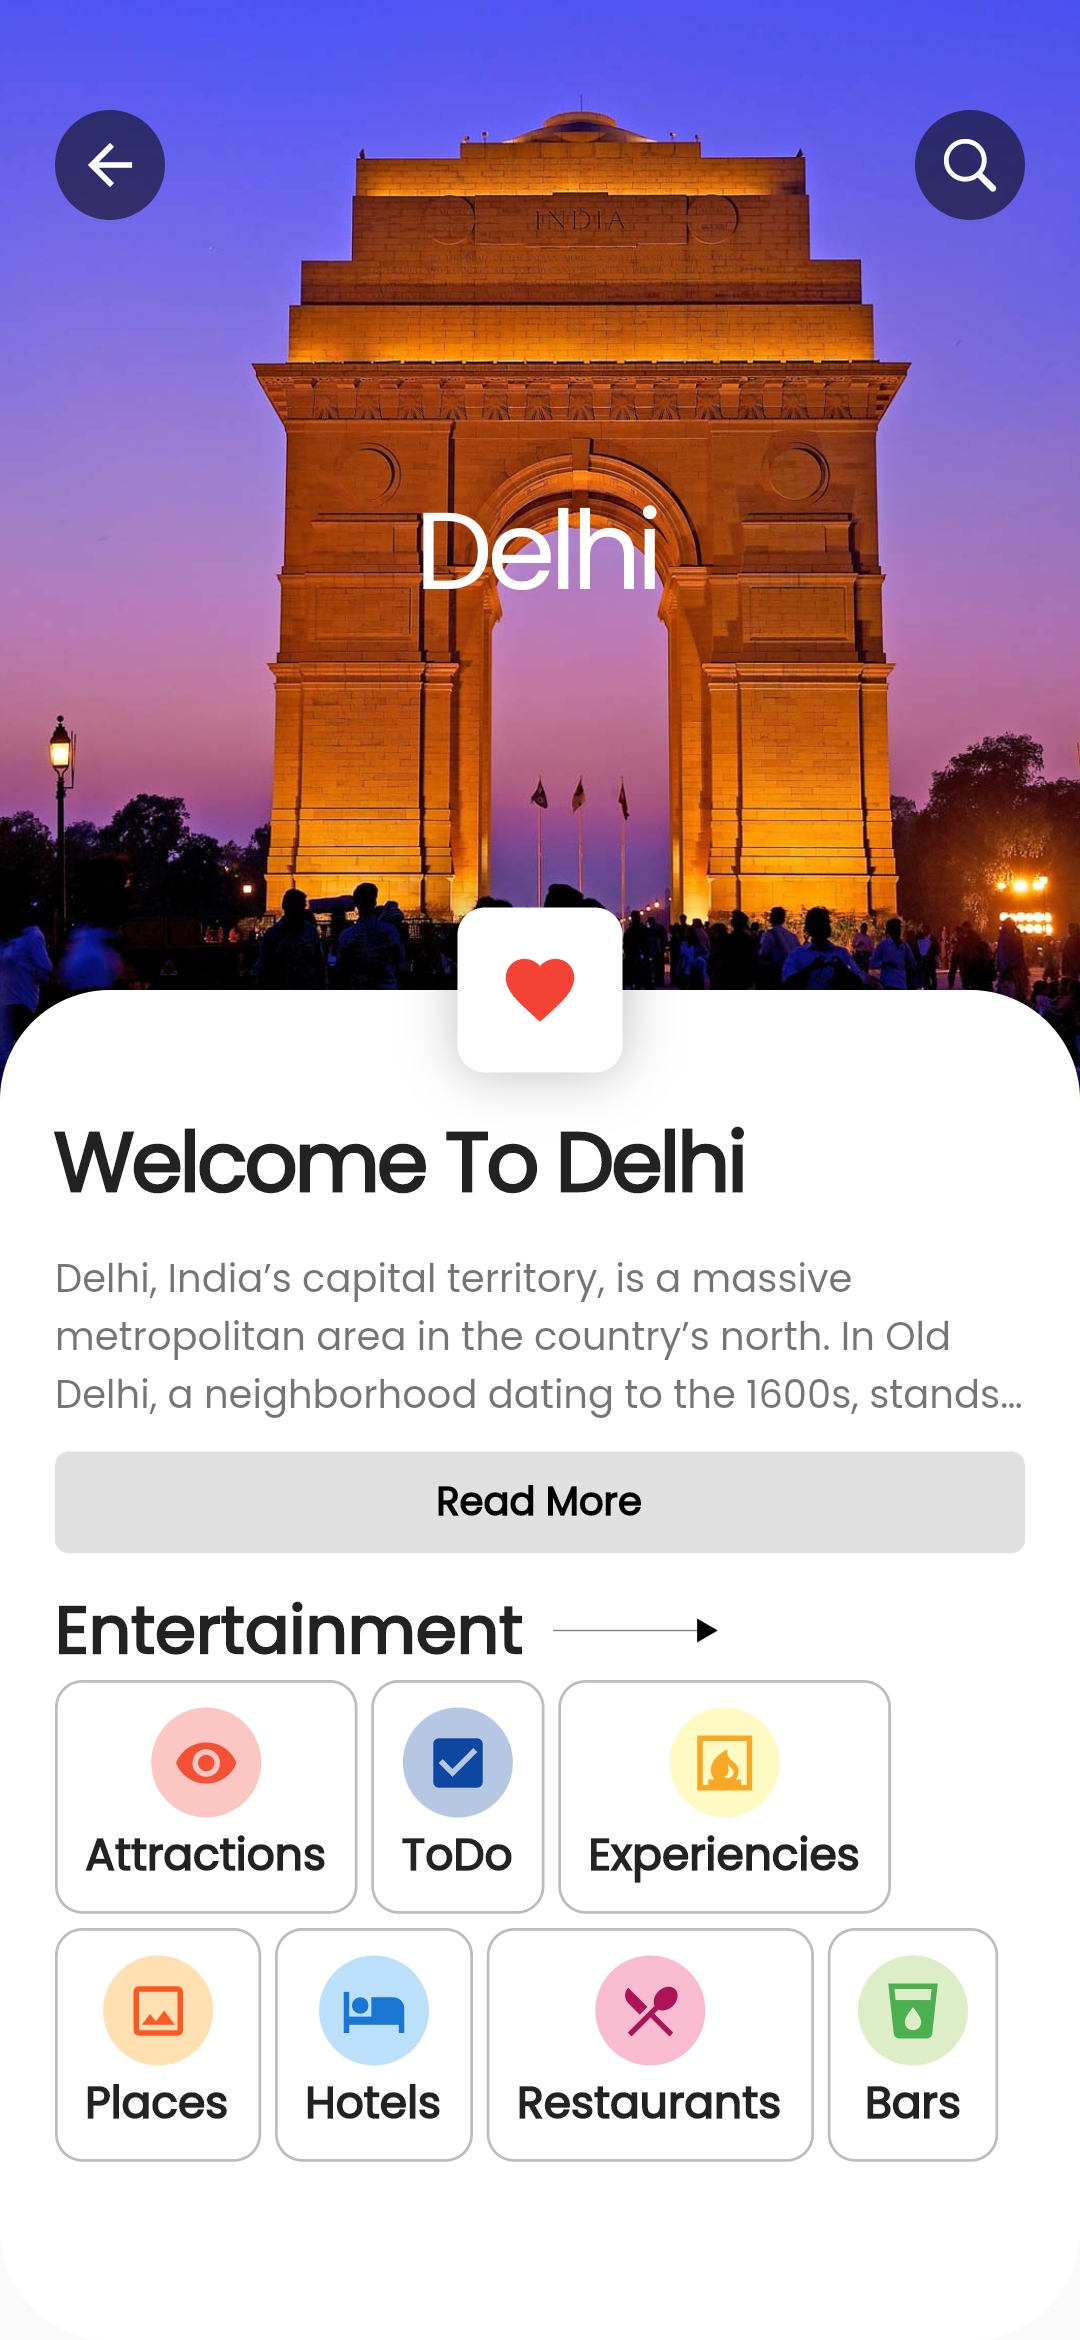 INDIA
Delhi
Welcome To Delhi
Delhi, India’s capital territory, is a massive
metropolitan area in the country’s north. In Old
Delhi, a neighborhood dating to the 1600s, stands...
Read More
Entertainment
Attractions
ToDo
Experiencies
Places
Hotels
Restaurants
Bars